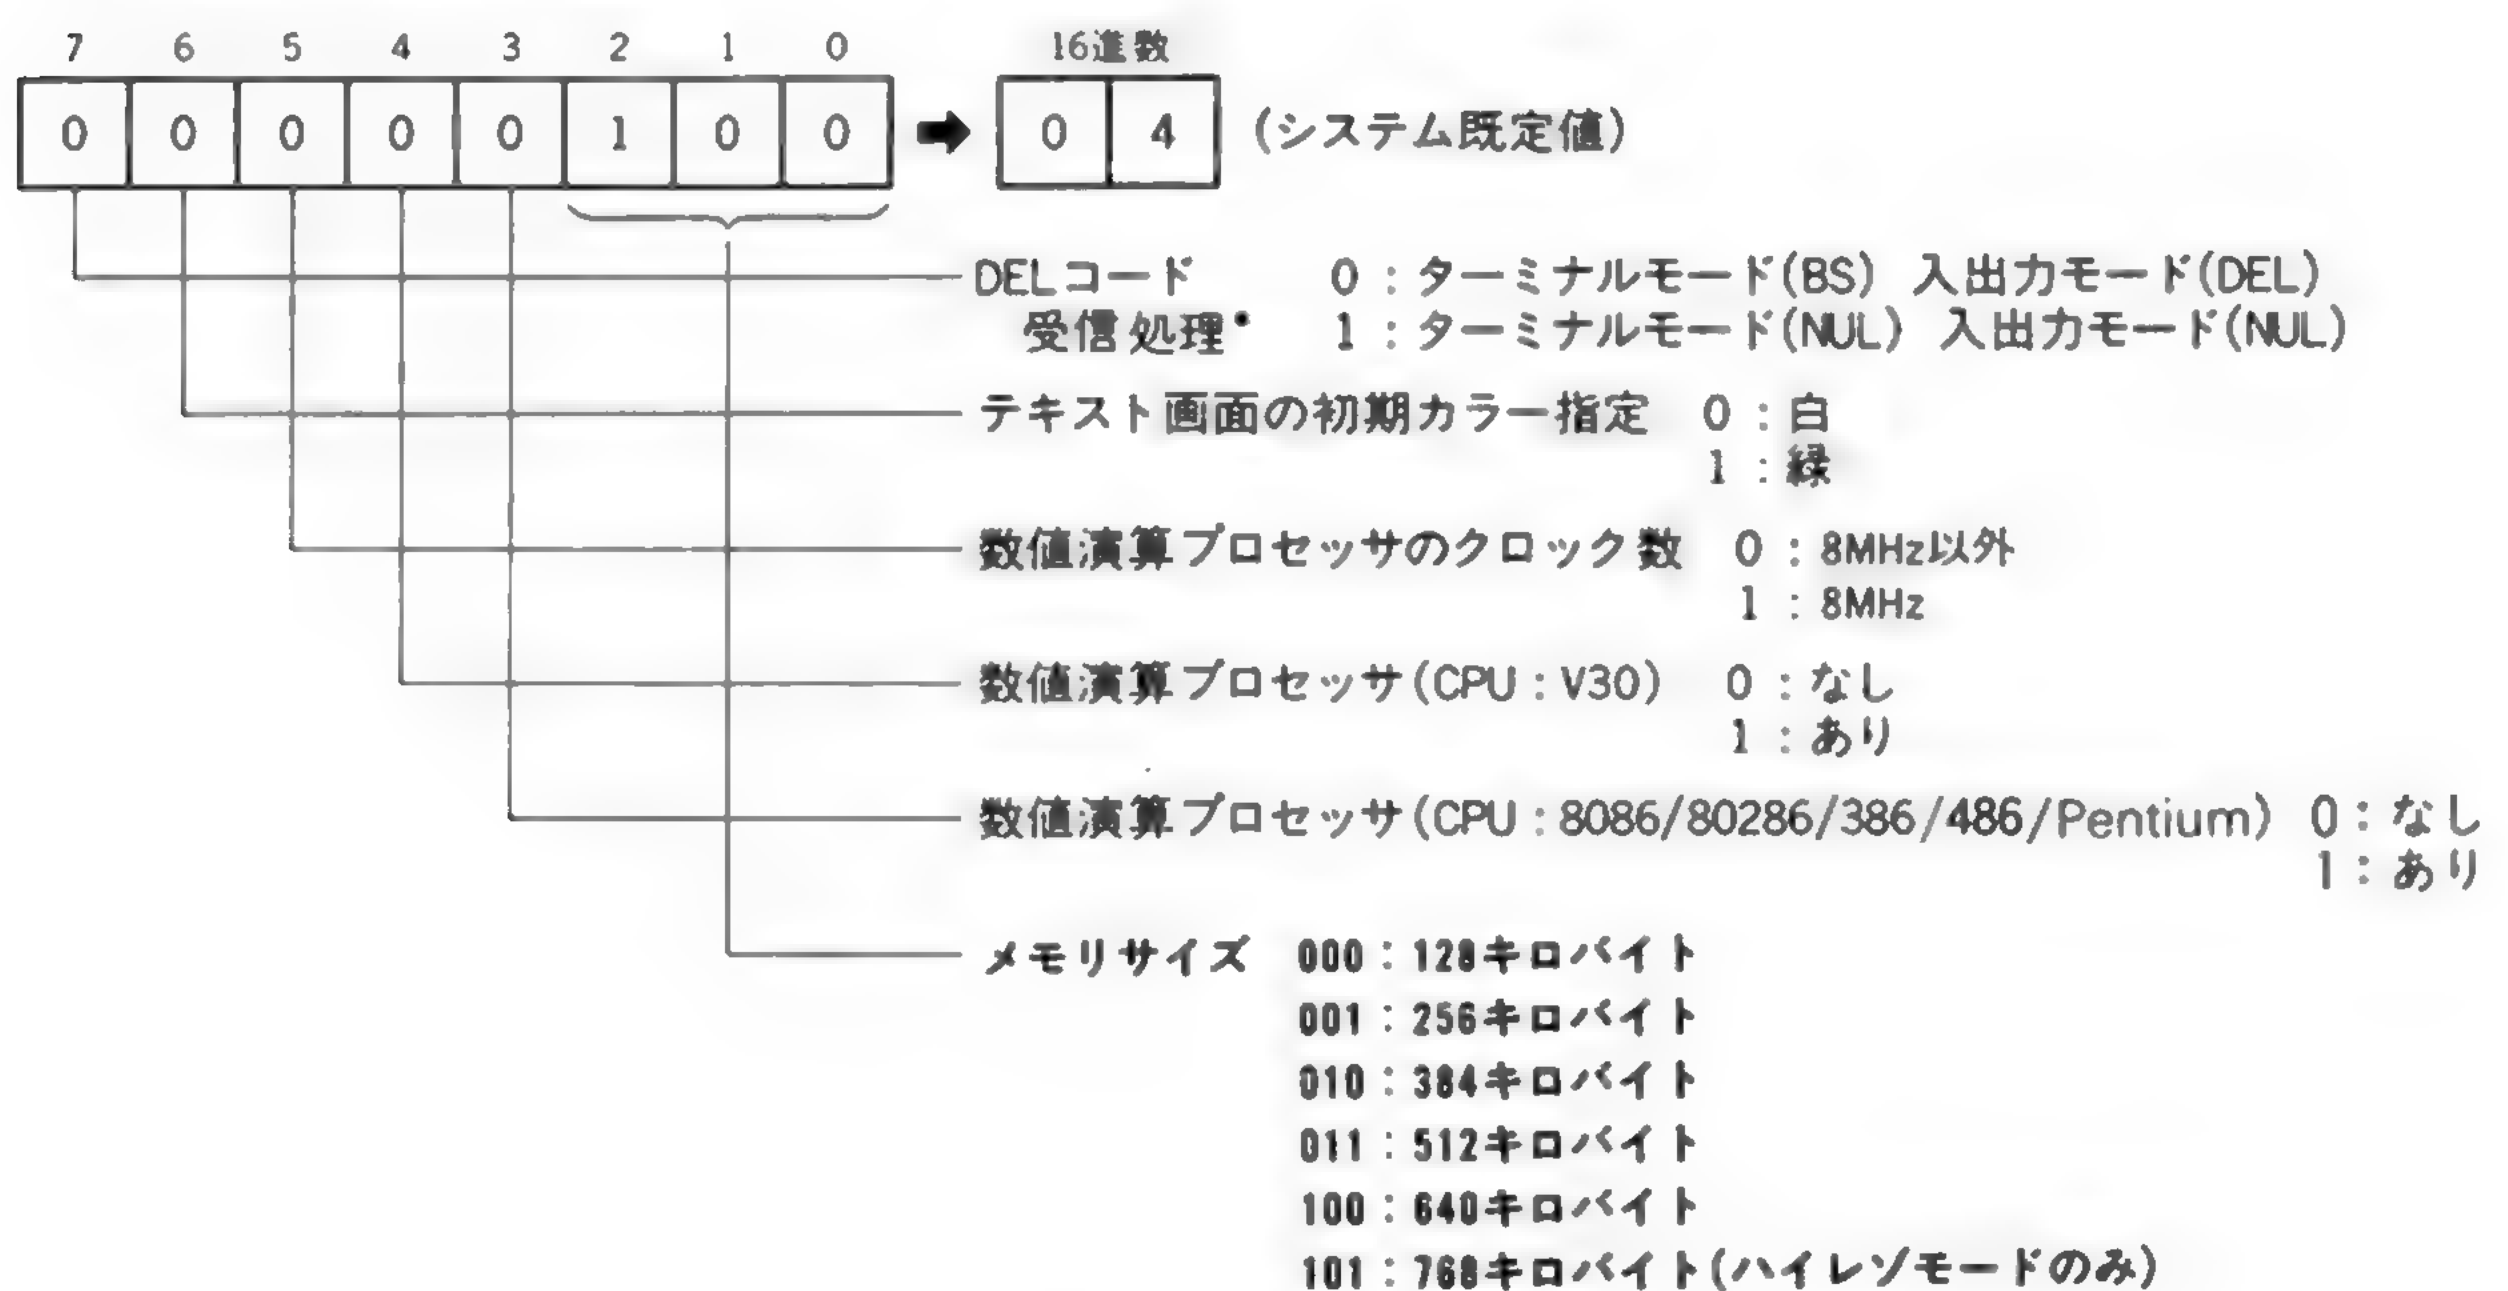 7 6 5 4 3 2 1 0 16進数
0 0 0 0 0 1 0 0 0 4 (システム既定値)
DELコード 0:ターミナルモード(BS) 入出力モード(DEL)
受信処理* 1:ターミナルモード(NUL) 入出力モード(NUL)
テキスト画面の初期カラー指定 0:白
1:緑
数値演算プロセッサのクロック数 0:8MHz以外
1:8MHz
数値演算プロセッサ(CPU:V30) 0:なし
1:あり
数値演算プロセッサ(CPU:8086/80286/386/486/Pentium) 0:なし
1:あり
メモリサイズ 000:128キロバイト
001:256キロバイト
010:384キロバイト
011:512キロバイト
100:640キロバイト
101:768キロバイト(ハイレゾモードのみ)